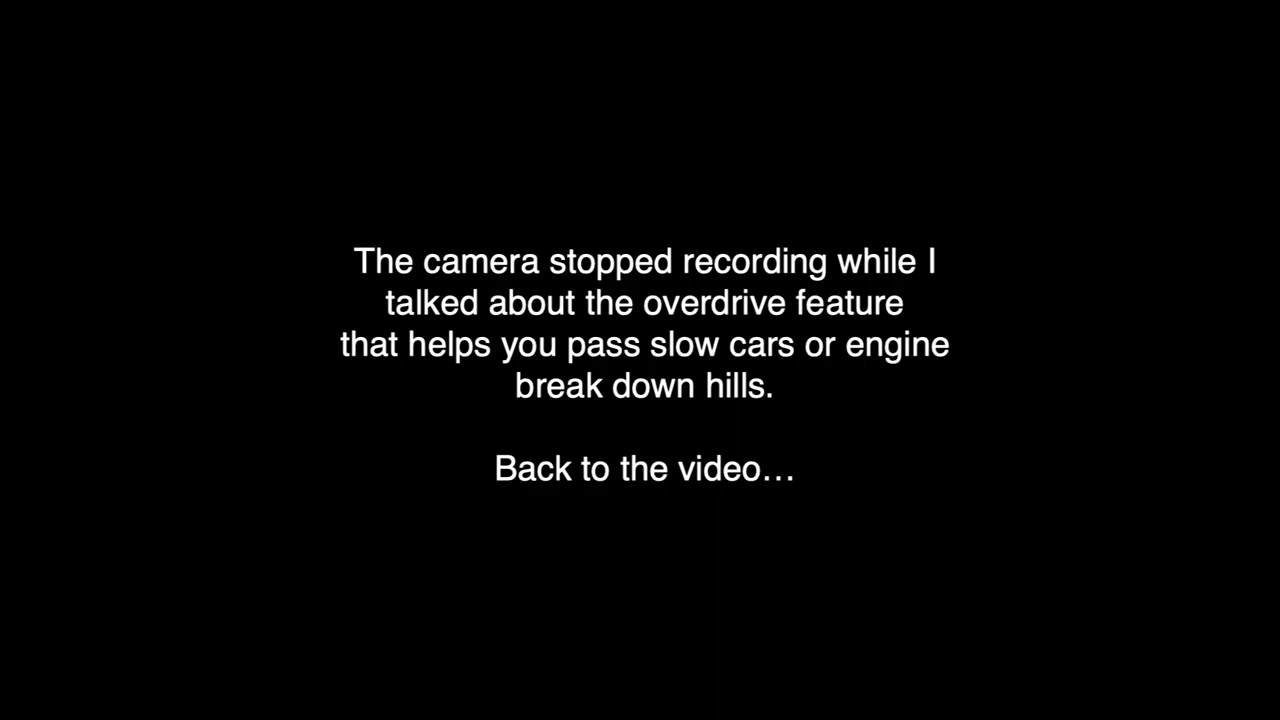 The camera stopped recording while I
talked about the overdrive feature
that helps you pass slow cars or engine
break down hills.
Back to the video…